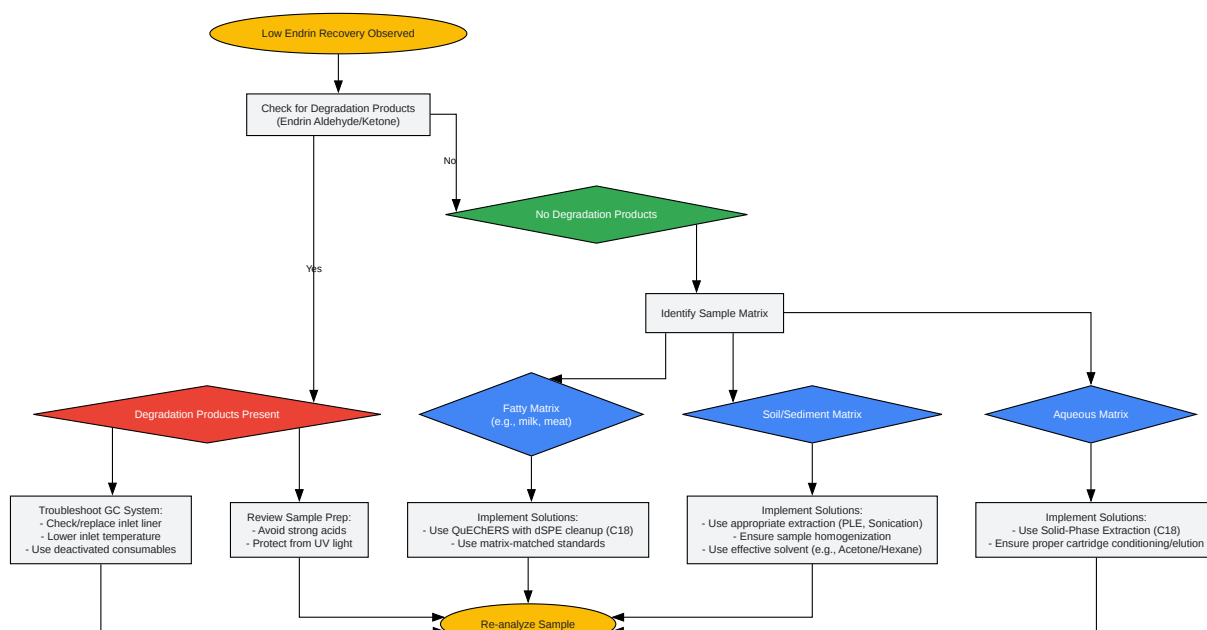 Low Endrin Recovery Observed
Check for Degradation Products
(Endrin Aldehyde/Ketone)
No
No Degradation Products
Yes
Identify Sample Matrix
Degradation Products Present
Fatty Matrix
(e.g., milk, meat)
Soil/Sediment Matrix
Aqueous Matrix
Troubleshoot GC System:
- Check/replace inlet liner
- Lower inlet temperature
- Use deactivated consumables
Review Sample Prep:
- Avoid strong acids
- Protect from UV light
Implement Solutions:
- Use QuEChERS with dSPE cleanup (C18)
- Use matrix-matched standards
Implement Solutions:
- Use appropriate extraction (PLE, Sonication)
- Ensure sample homogenization
- Use effective solvent (e.g., Acetone/Hexane)
Implement Solutions:
- Use Solid-Phase Extraction (C18)
- Ensure proper cartridge conditioning/elution
Re-analyze Sample